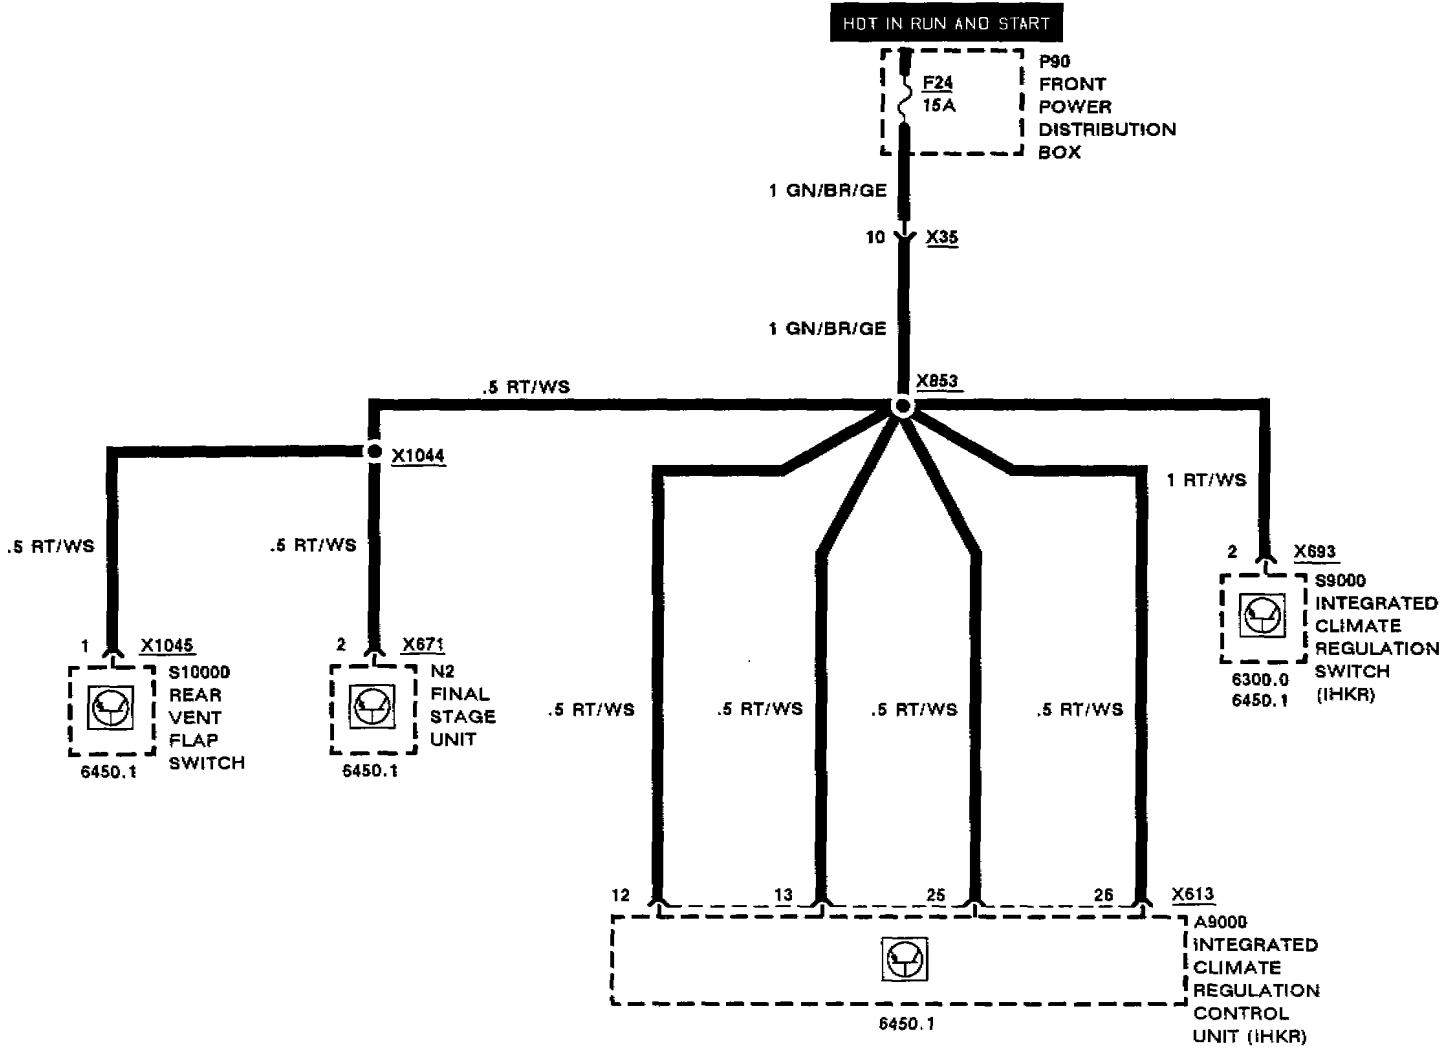 HOT IN RUN AND START
P90
FRONT
POWER
DISTRIBUTION
BOX
F24
15A
1 GN/BR/GE
10 X35
1 GN/BR/GE
X853
.5 RT/WS
X1044
1 RT/WS
.5 RT/WS
.5 RT/WS
2 X693
S9000
INTEGRATED
CLIMATE
REGULATION
SWITCH
(IHKR)
6300.0
6450.1
1 X1045
S10000
REAR
VENT
FLAP
SWITCH
6450.1
2 X671
N2
FINAL
STAGE
UNIT
6450.1
.5 RT/WS
.5 RT/WS
.5 RT/WS
.5 RT/WS
12
13
25
26
X613
A9000
INTEGRATED
CLIMATE
REGULATION
CONTROL
UNIT (IHKR)
6450.1